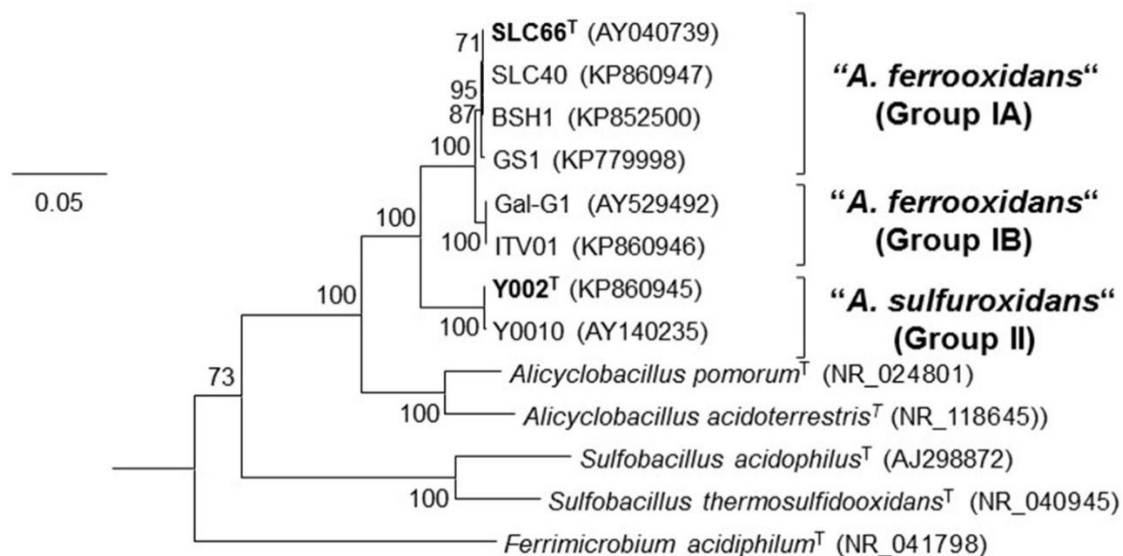 71
SLC66ᵀ (AY040739)
95
SLC40 (KP860947)
87
BSH1 (KP852500)
100
GS1 (KP779998)
“A. ferrooxidans“
(Group IA)
0.05
100
Gal-G1 (AY529492)
100
ITV01 (KP860946)
“A. ferrooxidans“
(Group IB)
100
Y002ᵀ (KP860945)
100
Y0010 (AY140235)
“A. sulfuroxidans“
(Group II)
73
Alicyclobacillus pomorumᵀ (NR_024801)
100
Alicyclobacillus acidoterrestrisᵀ (NR_118645))
Sulfobacillus acidophilusᵀ (AJ298872)
100
Sulfobacillus thermosulfidooxidansᵀ (NR_040945)
Ferrimicrobium acidiphilumᵀ (NR_041798)